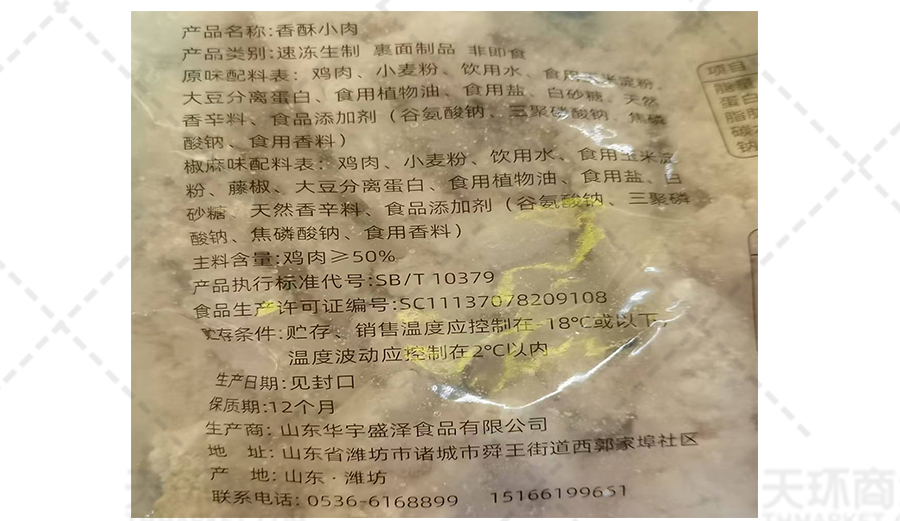 产品名称:香酥小肉
产品类别:速冻生制 裹面制品 非即食
原味配料表：鸡肉、小麦粉、饮用水、食用玉米淀粉、
大豆分离蛋白、食用植物油、食用盐、白砂糖、天然
香辛料、食品添加剂（谷氨酸钠、三聚磷酸钠、焦磷
酸钠、食用香料）
椒麻味配料表：鸡肉、小麦粉、饮用水、食用玉米淀
粉、藤椒、大豆分离蛋白、食用植物油、食用盐、白
砂糖、天然香辛料、食品添加剂（谷氨酸钠、三聚磷
酸钠、焦磷酸钠、食用香料）
主料含量:鸡肉≥50%
产品执行标准代号:SB/T 10379
食品生产许可证编号:SC11137078209108
贮存条件:贮存、销售温度应控制在-18℃或以下,
温度波动应控制在2℃以内
生产日期:见封口
保质期:12个月
生产商：山东华宇盛泽食品有限公司
地 址：山东省潍坊市诸城市舜王街道西郭家埠社区
产 地:山东·潍坊
联系电话: 0536-6168899 15166199651
项目
能量
蛋白
脂肪
碳水
钠
天环商